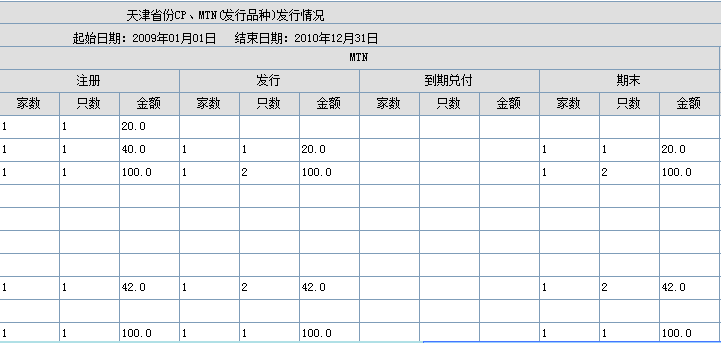 天津省份CP、MTN(发行品种)发行情况
起始日期：2009年01月01日 结束日期：2010年12月31日
MTN
注册 发行 到期兑付 期末
家数 只数 金额 家数 只数 金额 家数 只数 金额 家数 只数 金额
1 1 20.0
1 1 40.0 1 1 20.0 1 1 20.0
1 1 100.0 1 2 100.0 1 2 100.0
1 1 42.0 1 2 42.0 1 2 42.0
1 1 100.0 1 1 100.0 1 1 100.0